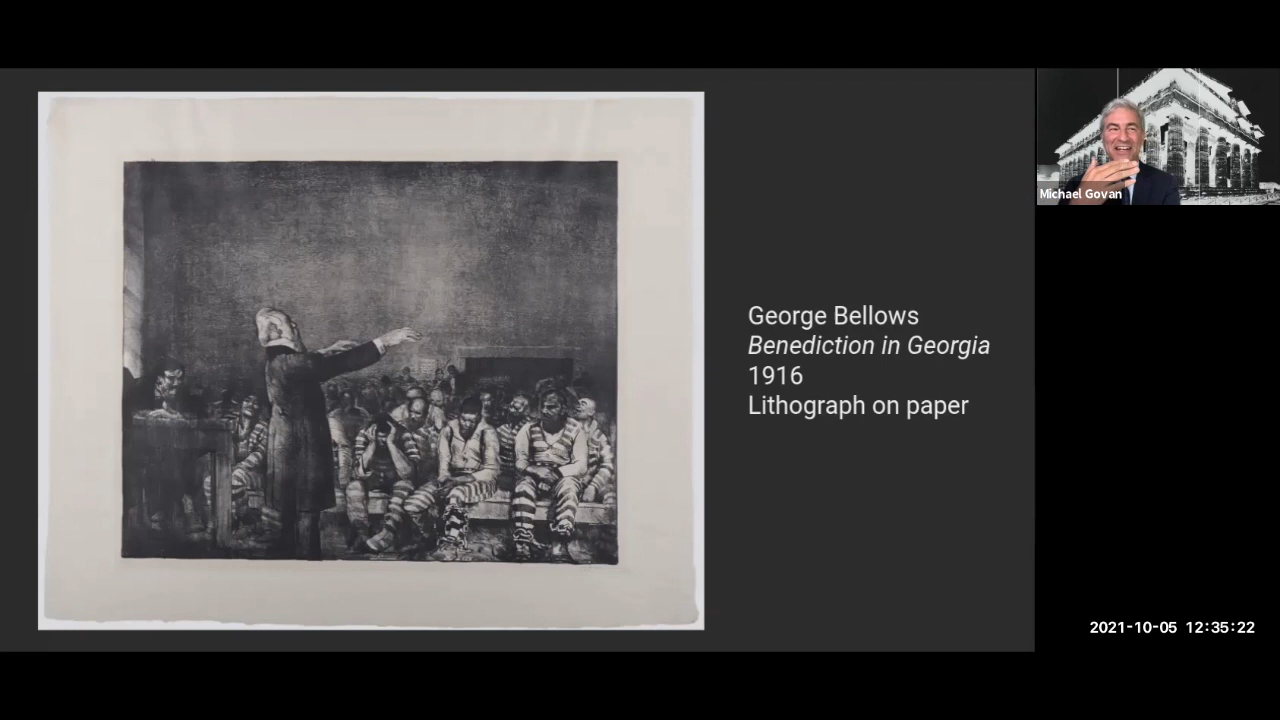 George Bellows
Benediction in Georgia
1916
Lithograph on paper
Michael Govan
2021-10-05 12:35:22